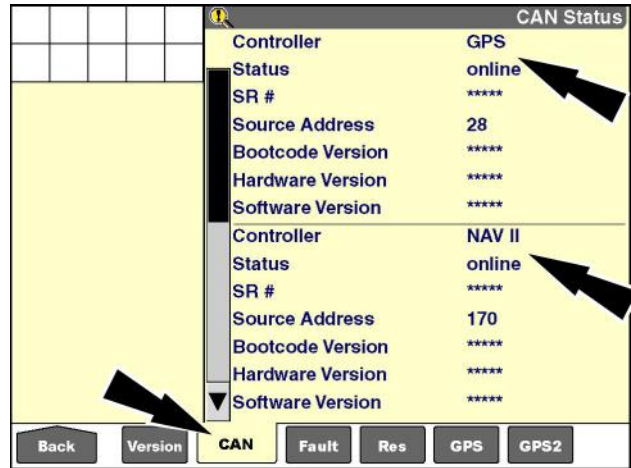 CAN Status
Controller GPS
Status online
SR # *****
Source Address 28
Bootcode Version *****
Hardware Version *****
Software Version *****
Controller NAV II
Status online
SR # *****
Source Address 170
Bootcode Version *****
Hardware Version *****
Software Version *****
Back Version CAN Fault Res GPS GPS2